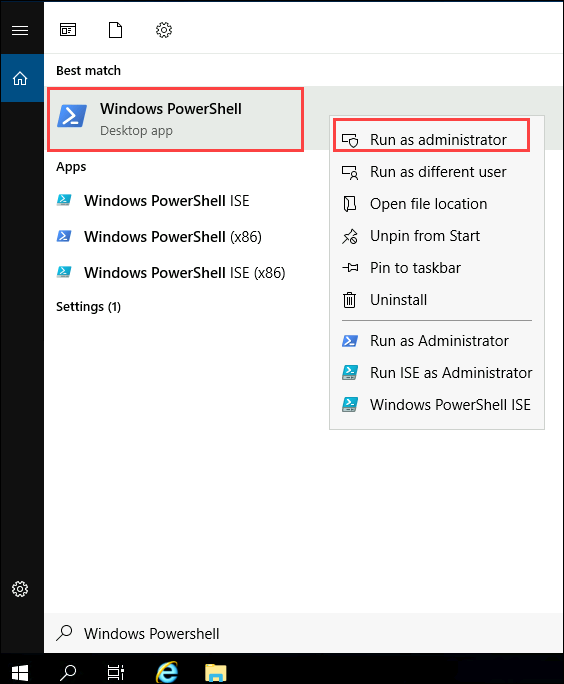 Best match
Windows PowerShell
Desktop app
Apps
Windows PowerShell ISE
Windows PowerShell (x86)
Windows PowerShell ISE (x86)
Settings (1)
Run as administrator
Run as different user
Open file location
Unpin from Start
Pin to taskbar
Uninstall
Run as Administrator
Run ISE as Administrator
Windows PowerShell ISE
Windows Powershell